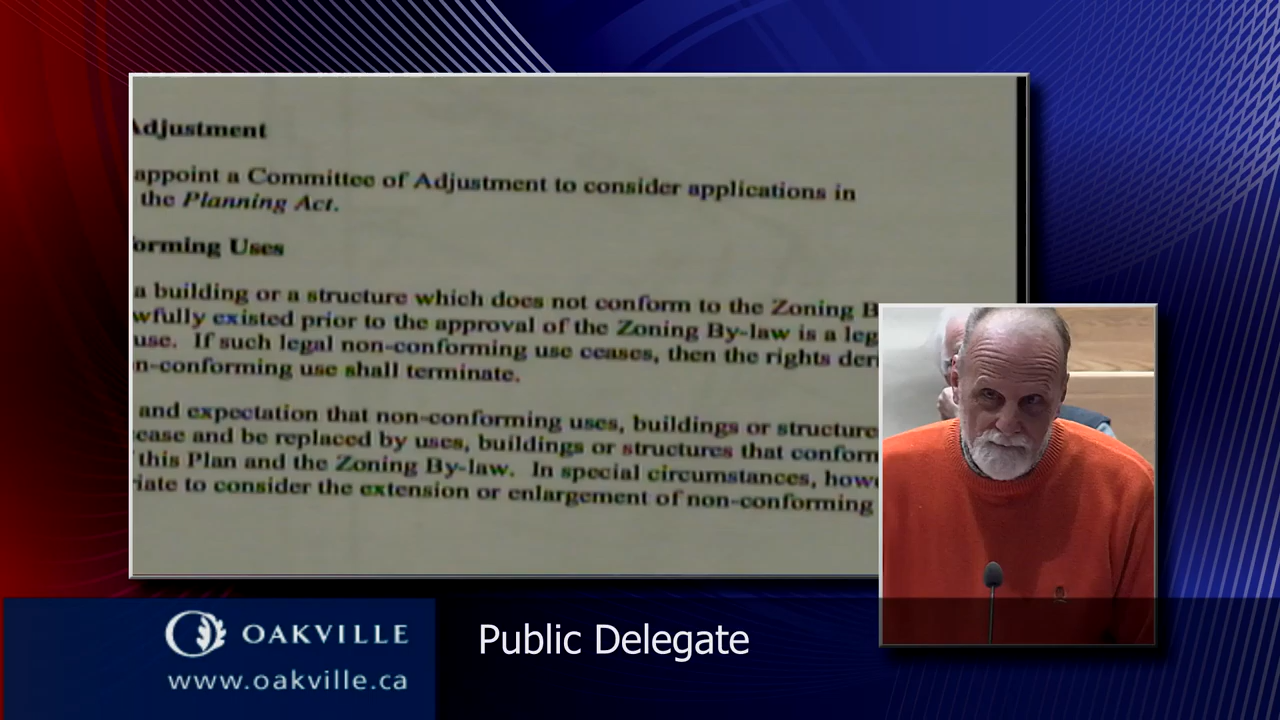 Adjustment
appoint a Committee of Adjustment to consider applications in
the Planning Act.
orming Uses
a building or a structure which does not conform to the Zoning B
wfully existed prior to the approval of the Zoning By-law is a leg
use. If such legal non-conforming use ceases, then the rights der
n-conforming use shall terminate.
and expectation that non-conforming uses, buildings or structure
ease and be replaced by uses, buildings or structures that conform
this Plan and the Zoning By-law. In special circumstances, howe
iate to consider the extension or enlargement of non-conforming
OAKVILLE
www.oakville.ca
Public Delegate